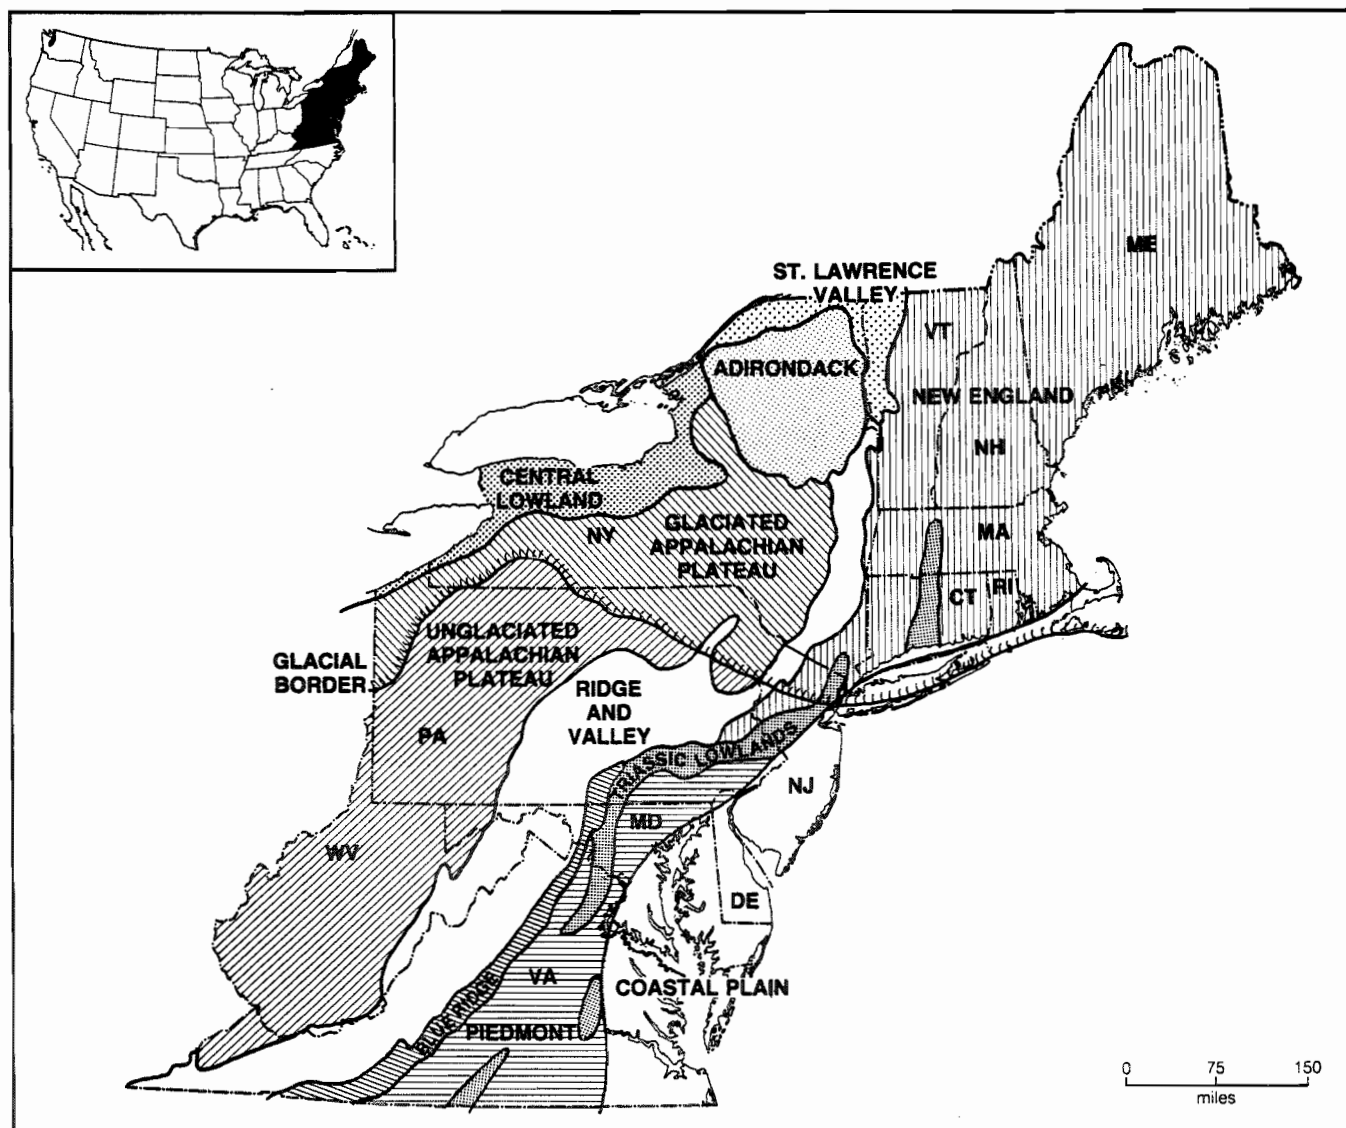 ST. LAWRENCE
VALLEY
ME
VT
ADIRONDACK
NEW ENGLAND
NH
CENTRAL
LOWLAND
NY
GLACIATED
APPALACHIAN
PLATEAU
MA
CT
RI
UNGLACIATED
APPALACHIAN
PLATEAU
GLACIAL
BORDER
RIDGE
AND
VALLEY
PA
TRIASSIC LOWLANDS
NJ
MD
WV
DE
VA
COASTAL PLAIN
BLUE RIDGE
PIEDMONT
0 75 150
miles